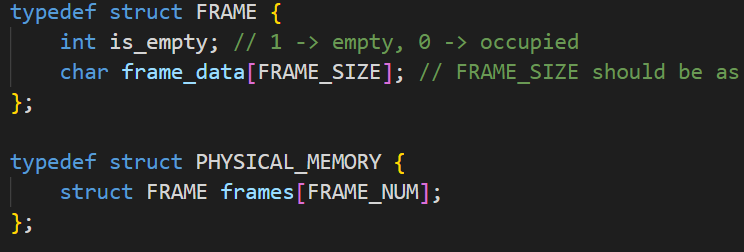 typedef struct FRAME {
    int is_empty; // 1 -> empty, 0 -> occupied
    char frame_data[FRAME_SIZE]; // FRAME_SIZE should be as
};

typedef struct PHYSICAL_MEMORY {
    struct FRAME frames[FRAME_NUM];
};